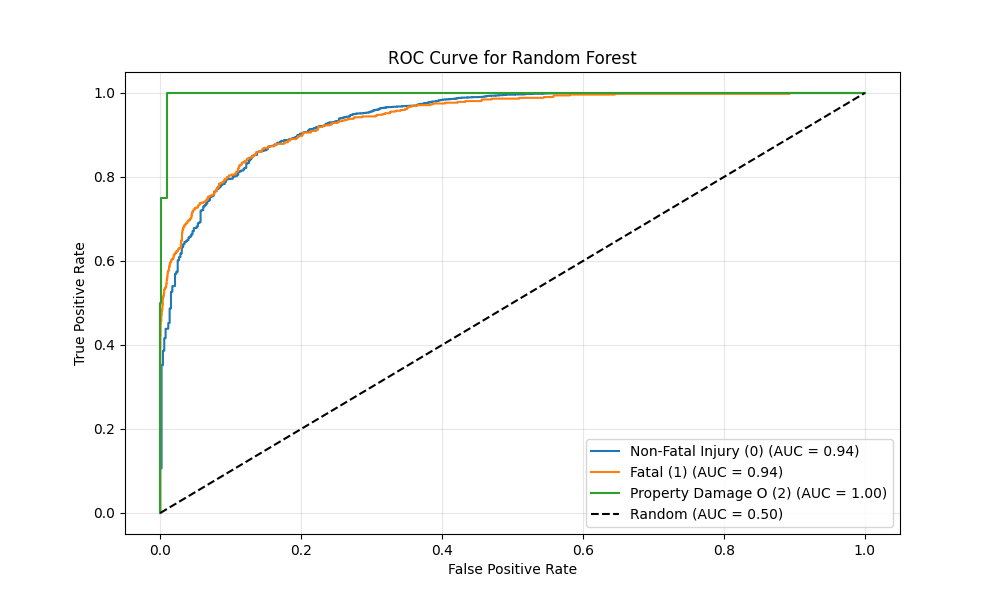 ROC Curve for Random Forest
True Positive Rate
1.0
0.8
0.6
0.4
0.2
0.0
0.0 0.2 0.4 0.6 0.8 1.0
False Positive Rate
Non-Fatal Injury (0) (AUC = 0.94)
Fatal (1) (AUC = 0.94)
Property Damage O (2) (AUC = 1.00)
Random (AUC = 0.50)